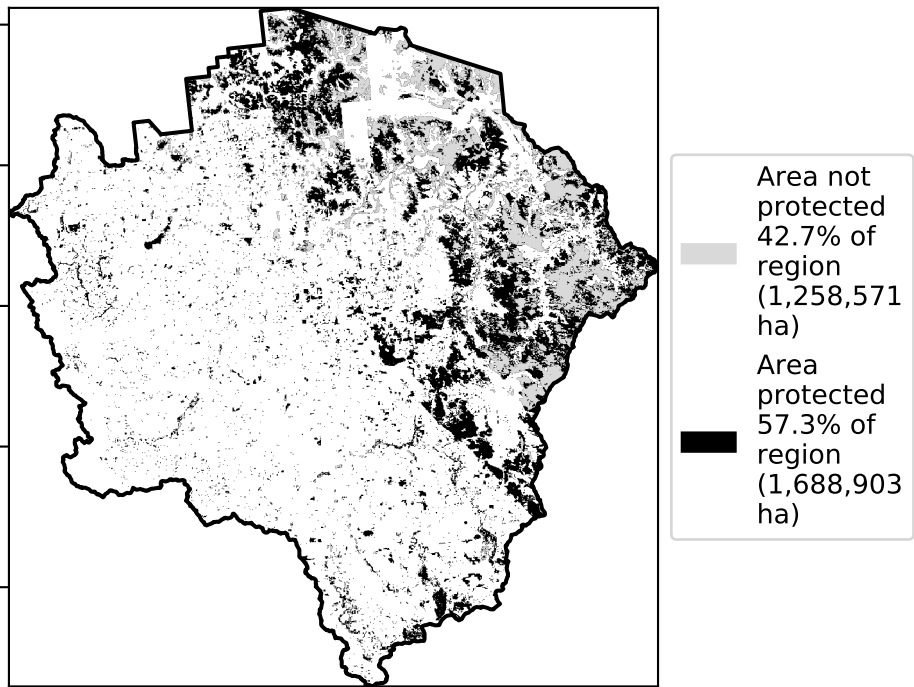 Area not
protected
42.7% of
region
(1,258,571
ha)
Area
protected
57.3% of
region
(1,688,903
ha)